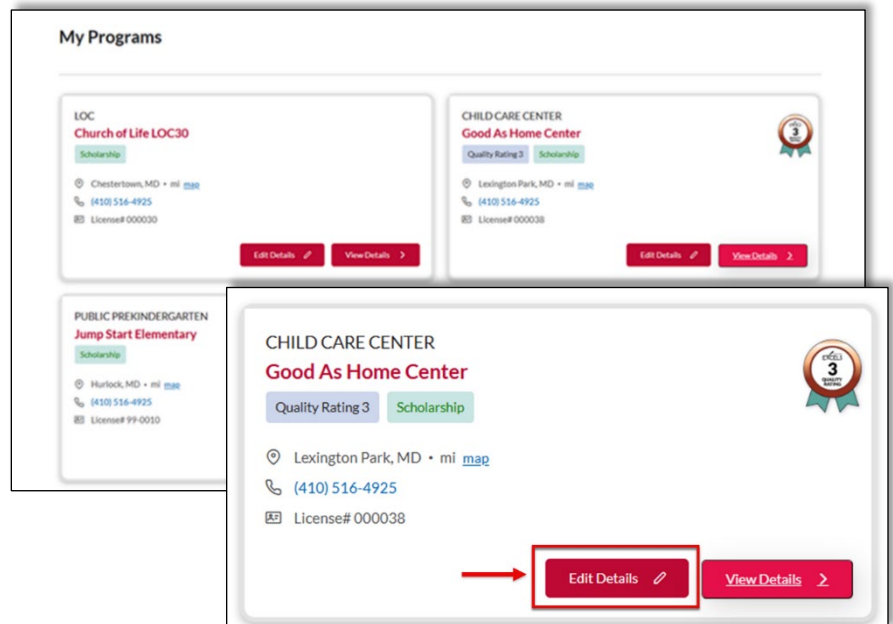 My Programs
LOC
Church of Life LOC30
Scholarship
Chestertown, MD • mi map
(410) 516-4925
License# 000030
Edit Details
View Details
CHILD CARE CENTER
Good As Home Center
Quality Rating 3 Scholarship
3
Lexington Park, MD • mi map
(410) 516-4925
License# 000038
Edit Details
View Details
PUBLIC PREKINDERGARTEN
Jump Start Elementary
Scholarship
Hurlock, MD • mi map
(410) 516-4925
License# 99-0010
CHILD CARE CENTER
Good As Home Center
Quality Rating 3 Scholarship
3
QUALITY
RATING
Lexington Park, MD • mi map
(410) 516-4925
License# 000038
Edit Details
View Details